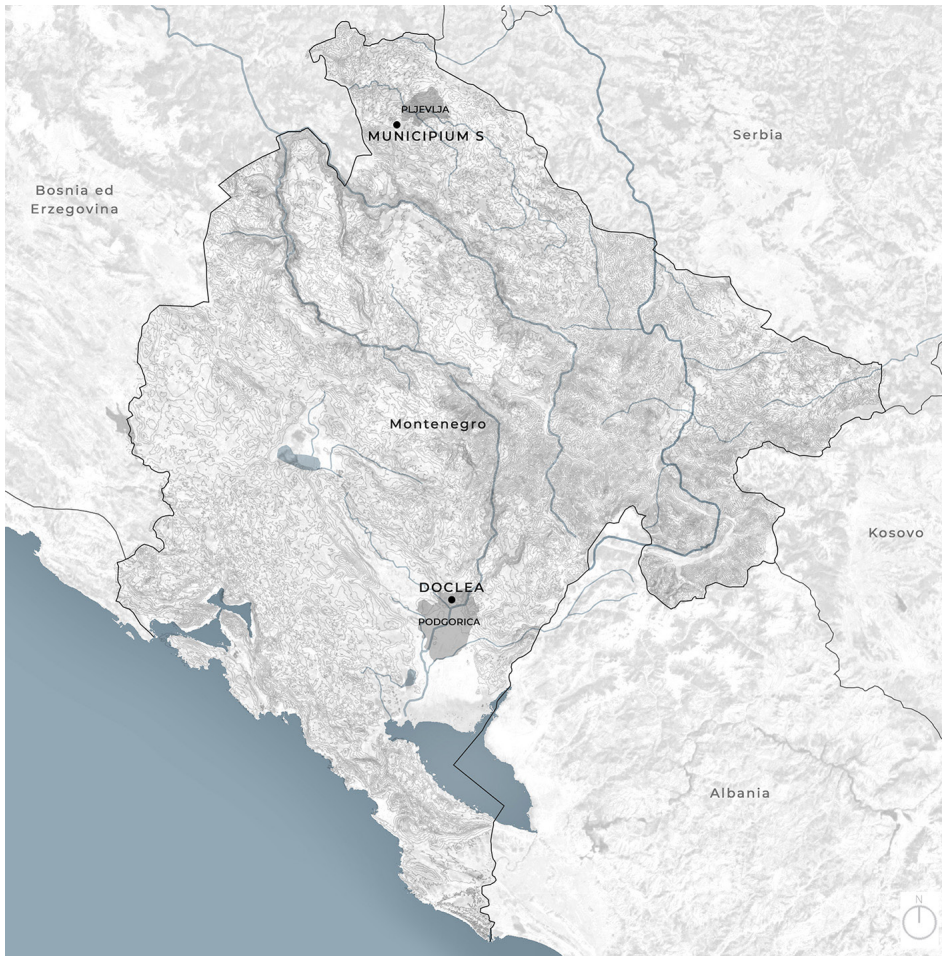 PLJEVLJA
MUNICIPIUM S
Serbia
Bosnia ed
Erzegovina
Montenegro
Kosovo
DOCLEA
PODGORICA
Albania
N